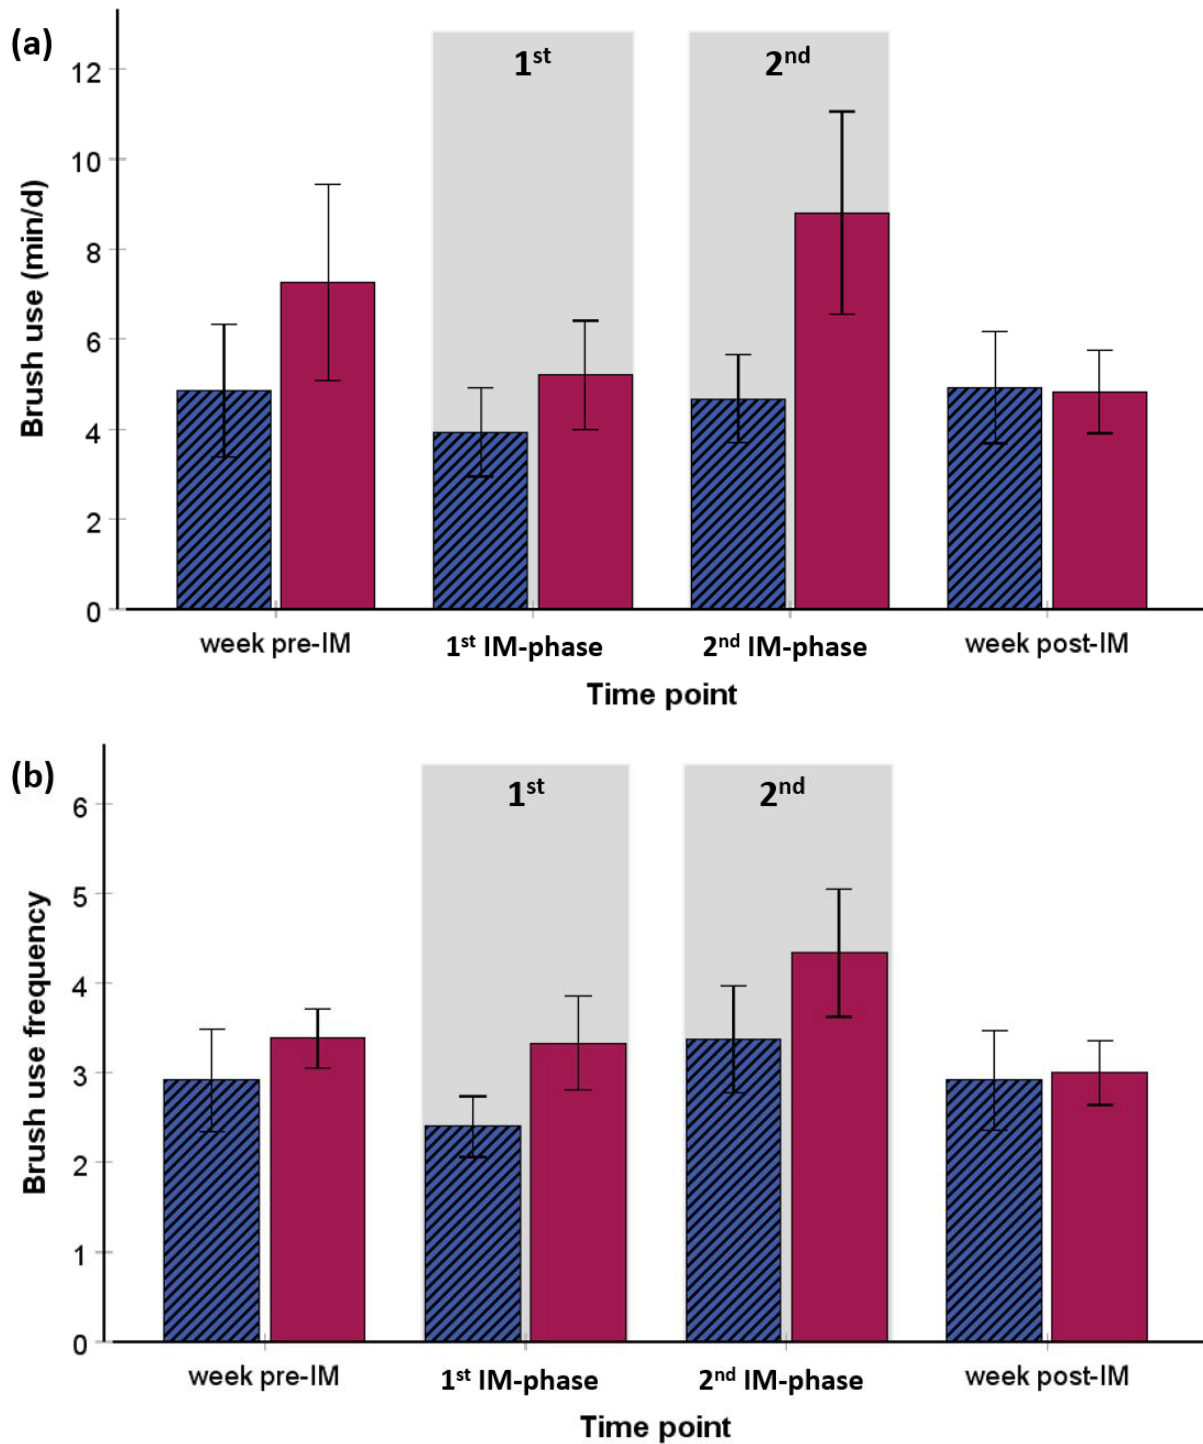 (a)
1st
2nd
12
10
8
6
4
2
0
Brush use (min/d)
week pre-IM
1st IM-phase
2nd IM-phase
week post-IM
Time point
(b)
1st
2nd
6
5
4
3
2
1
0
Brush use frequency
week pre-IM
1st IM-phase
2nd IM-phase
week post-IM
Time point